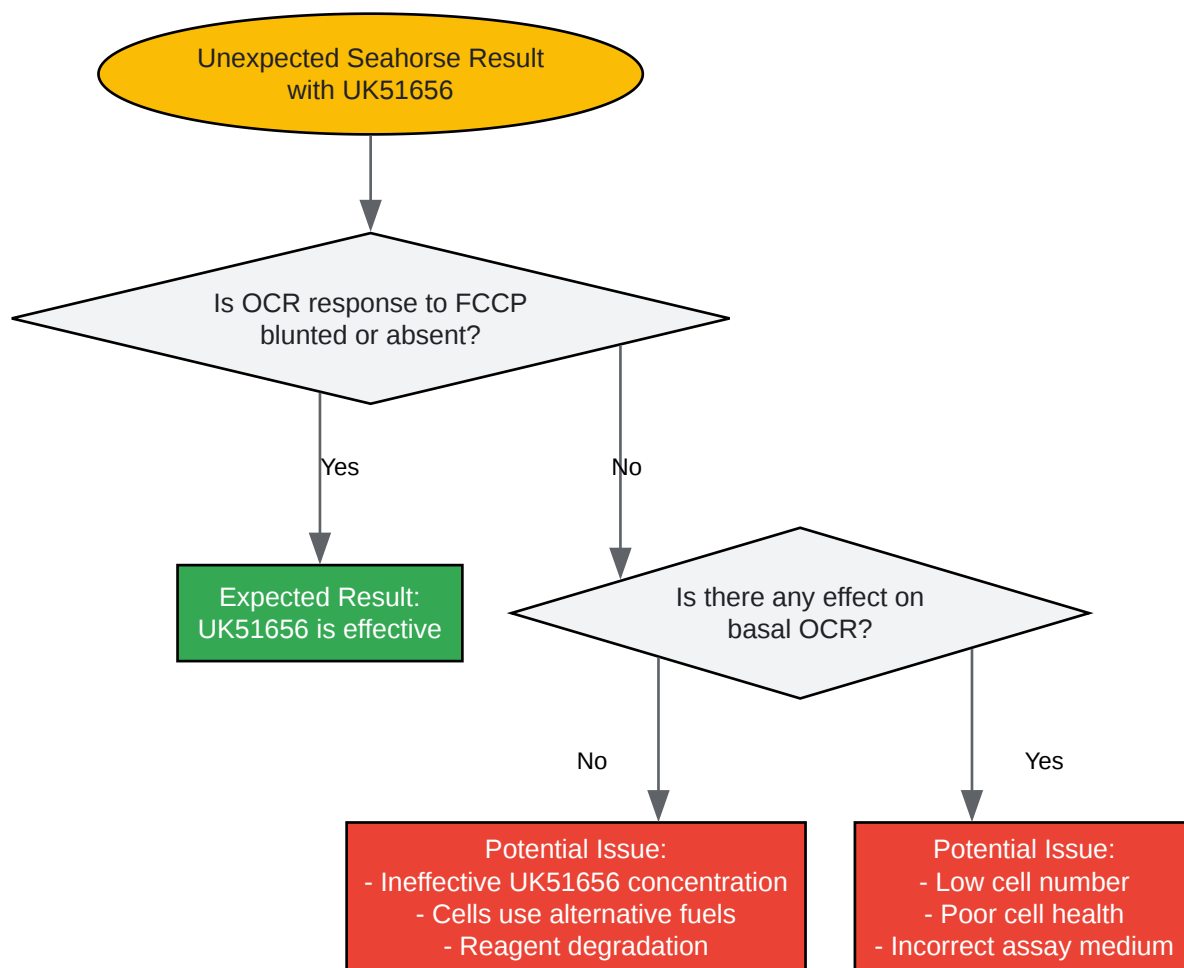 Unexpected Seahorse Result
with UK51656
Is OCR response to FCCP
blunted or absent?
Yes
No
Expected Result:
UK51656 is effective
Is there any effect on
basal OCR?
No
Yes
Potential Issue:
- Ineffective UK51656 concentration
- Cells use alternative fuels
- Reagent degradation
Potential Issue:
- Low cell number
- Poor cell health
- Incorrect assay medium